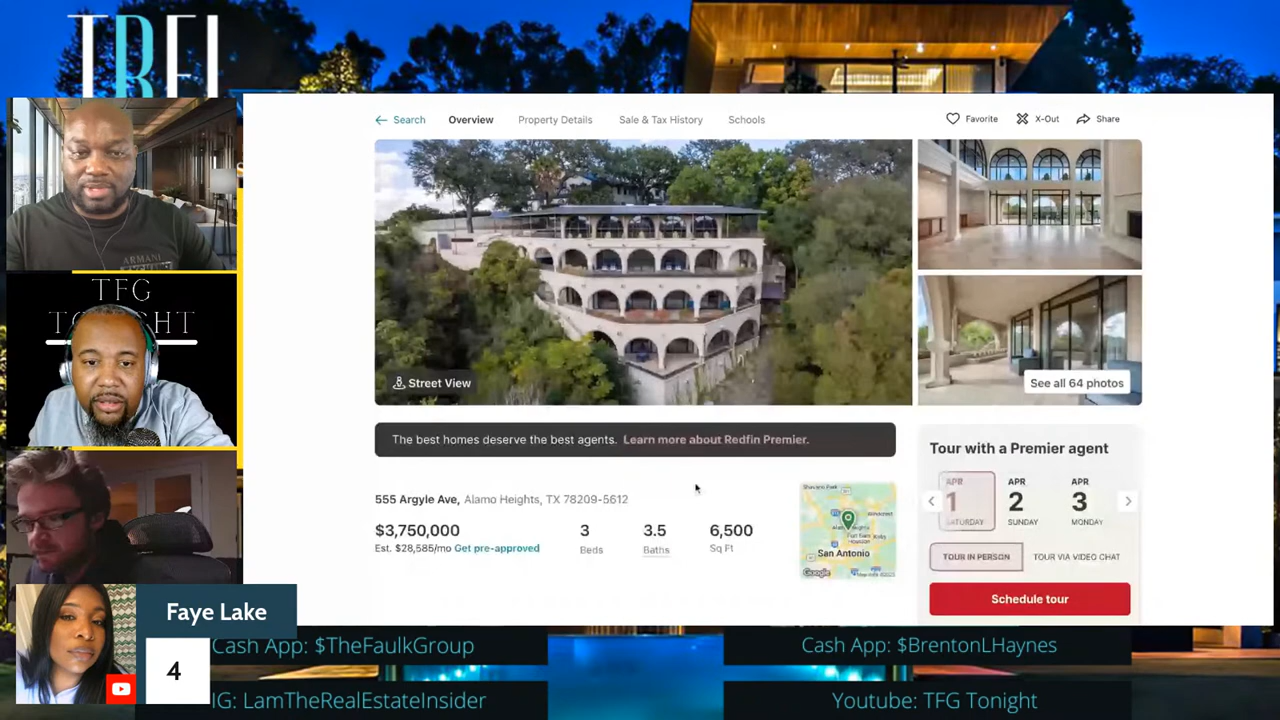 TREI
Search Overview Property Details Sale & Tax History Schools Favorite X-Out Share
ARMANI
EXCHANGE
TFG
TONIGHT
Street View
See all 64 photos
The best homes deserve the best agents. Learn more about Redfin Premier.
Tour with a Premier agent
APR
1
SATURDAY
APR
2
SUNDAY
APR
3
MONDAY
555 Argyle Ave, Alamo Heights, TX 78209-5612
$3,750,000
Est. $28,585/mo Get pre-approved
3
Beds
3.5
Baths
6,500
Sq Ft
San Antonio
Google
TOUR IN PERSON TOUR VIA VIDEO CHAT
Schedule tour
Faye Lake
4
Cash App: $TheFaulkGroup
Cash App: $BrentonLHaynes
IG: IamTheRealEstateInsider
Youtube: TFG Tonight